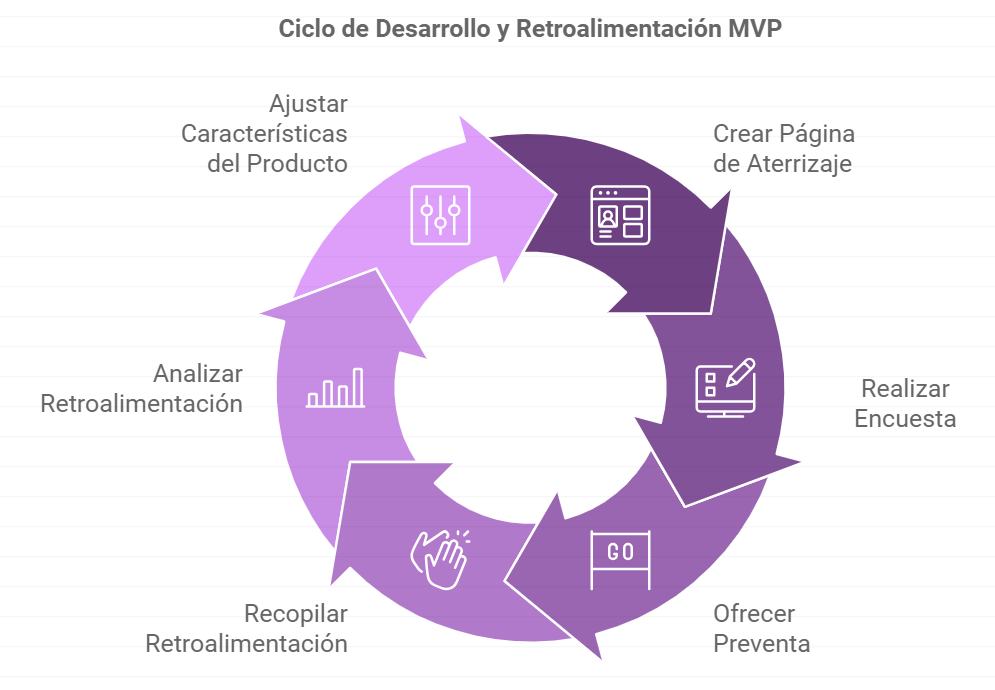 Ciclo de Desarrollo y Retroalimentación MVP
Ajustar
Características
del Producto
Crear Página
de Aterrizaje
Analizar
Retroalimentación
Realizar
Encuesta
GO
Recopilar
Retroalimentación
Ofrecer
Preventa